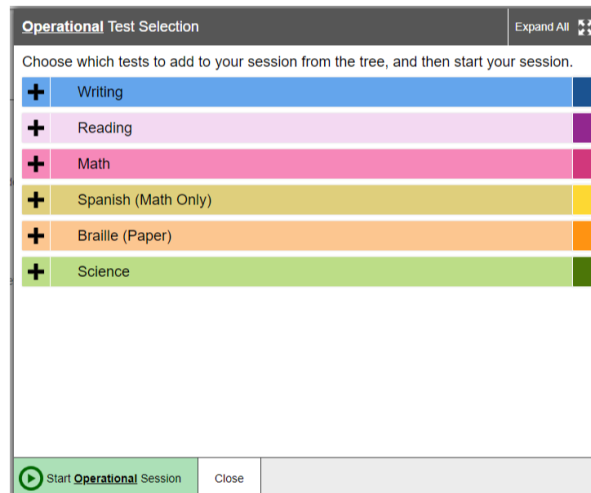 Operational Test Selection
Expand All
Choose which tests to add to your session from the tree, and then start your session.
Writing
Reading
Math
Spanish (Math Only)
Braille (Paper)
Science
Start Operational Session
Close